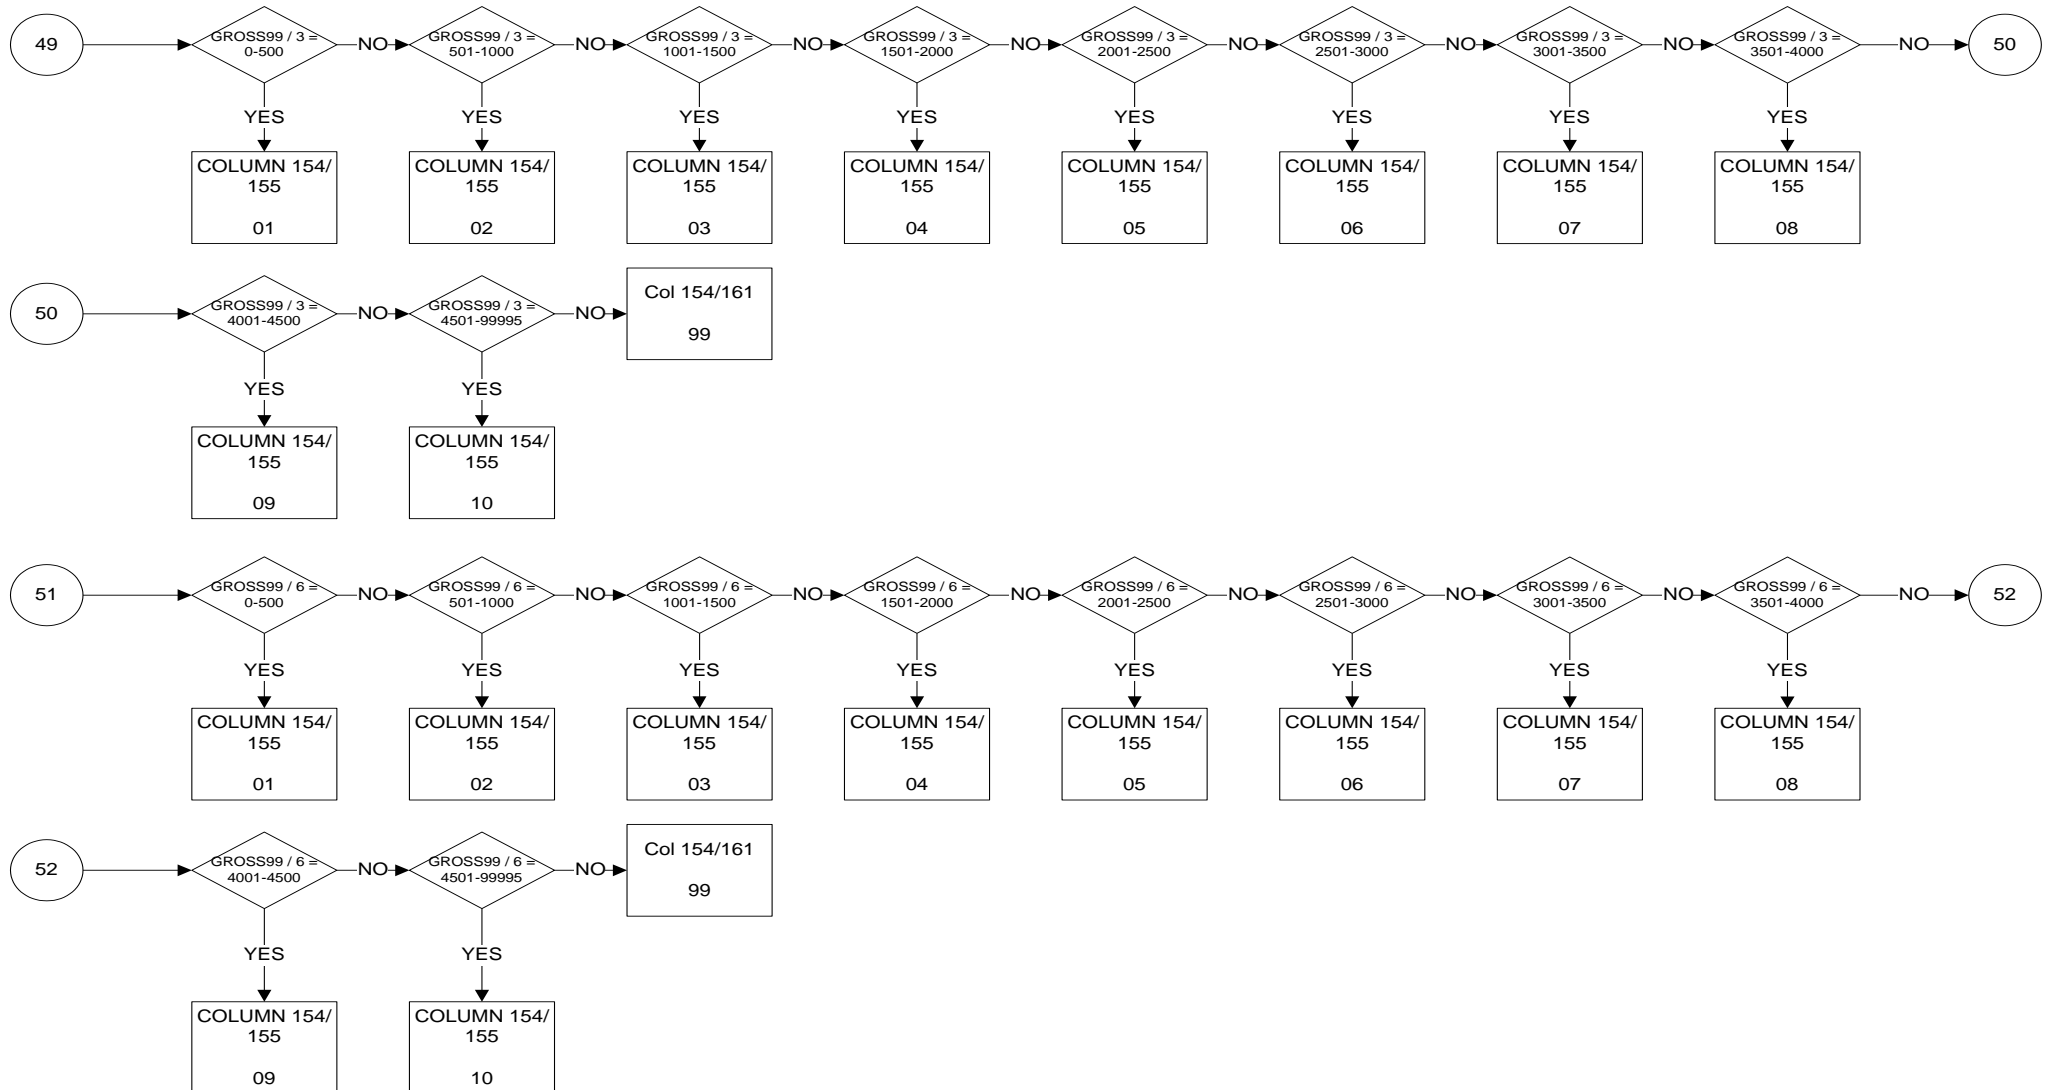 49
GROSS99 / 3 =
0-500
NO
GROSS99 / 3 =
501-1000
NO
GROSS99 / 3 =
1001-1500
NO
GROSS99 / 3 =
1501-2000
NO
GROSS99 / 3 =
2001-2500
NO
GROSS99 / 3 =
2501-3000
NO
GROSS99 / 3 =
3001-3500
NO
GROSS99 / 3 =
3501-4000
NO
50
YES
YES
YES
YES
YES
YES
YES
YES
COLUMN 154/
155
01
COLUMN 154/
155
02
COLUMN 154/
155
03
COLUMN 154/
155
04
COLUMN 154/
155
05
COLUMN 154/
155
06
COLUMN 154/
155
07
COLUMN 154/
155
08
50
GROSS99 / 3 =
4001-4500
NO
GROSS99 / 3 =
4501-99995
NO
Col 154/161
99
YES
YES
COLUMN 154/
155
09
COLUMN 154/
155
10
51
GROSS99 / 6 =
0-500
NO
GROSS99 / 6 =
501-1000
NO
GROSS99 / 6 =
1001-1500
NO
GROSS99 / 6 =
1501-2000
NO
GROSS99 / 6 =
2001-2500
NO
GROSS99 / 6 =
2501-3000
NO
GROSS99 / 6 =
3001-3500
NO
GROSS99 / 6 =
3501-4000
NO
52
YES
YES
YES
YES
YES
YES
YES
YES
COLUMN 154/
155
01
COLUMN 154/
155
02
COLUMN 154/
155
03
COLUMN 154/
155
04
COLUMN 154/
155
05
COLUMN 154/
155
06
COLUMN 154/
155
07
COLUMN 154/
155
08
52
GROSS99 / 6 =
4001-4500
NO
GROSS99 / 6 =
4501-99995
NO
Col 154/161
99
YES
YES
COLUMN 154/
155
09
COLUMN 154/
155
10